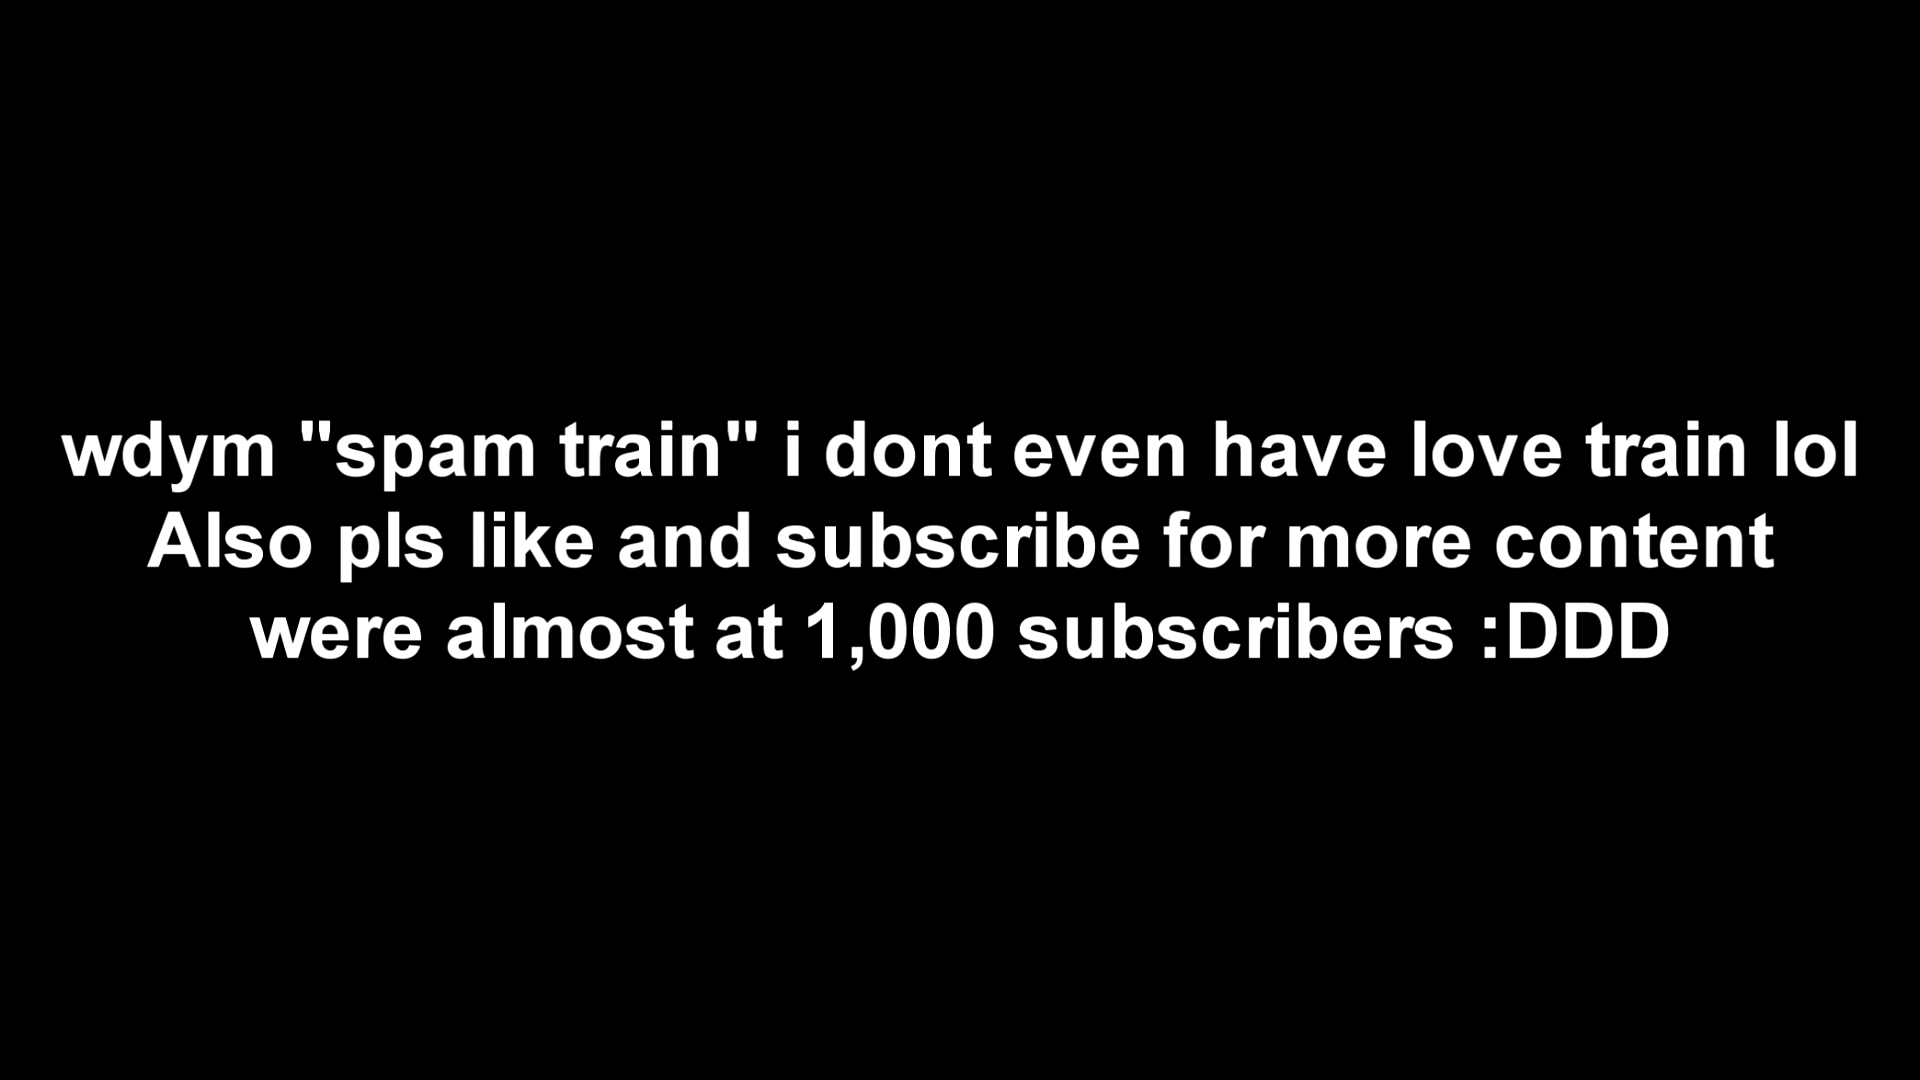 wdym "spam train" i dont even have love train lol
Also pls like and subscribe for more content
were almost at 1,000 subscribers :DDD